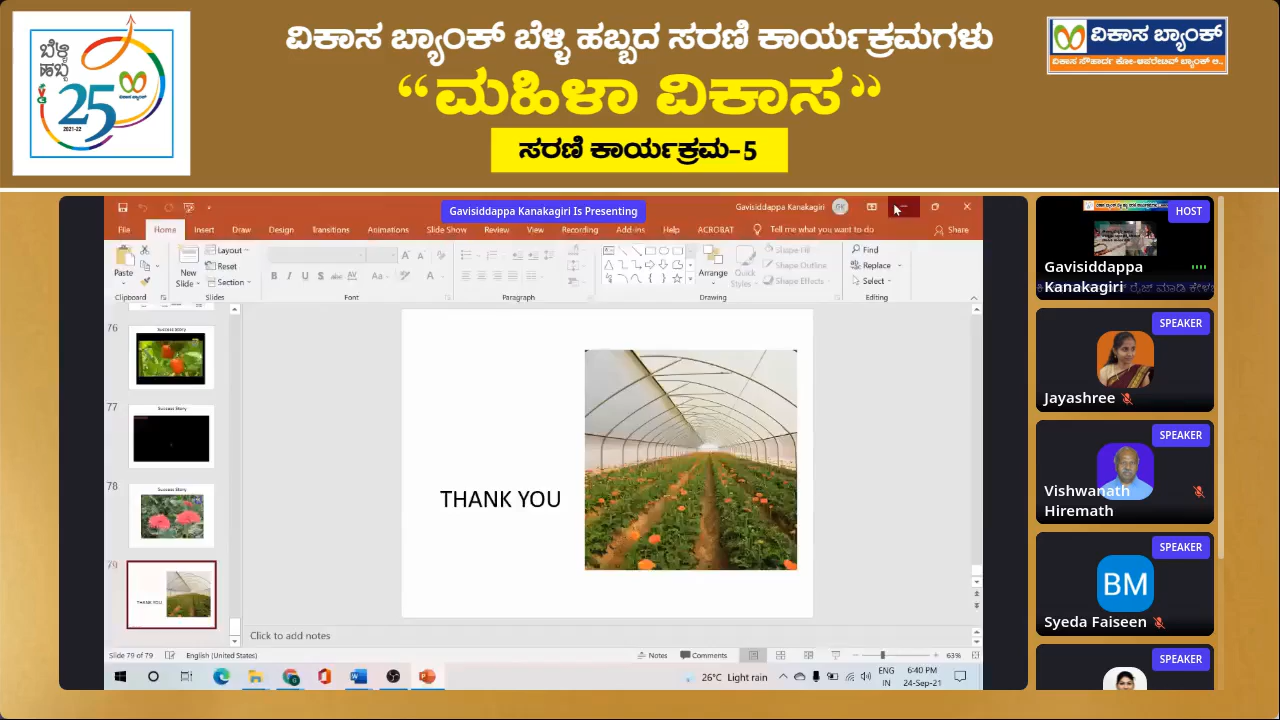 ವಿಕಾಸ ಬ್ಯಾಂಕ್ ಬೆಳ್ಳಿ ಹಬ್ಬದ ಸರಣಿ ಕಾರ್ಯಕ್ರಮಗಳು
“ಮಹಿಳಾ ವಿಕಾಸ”
ಸರಣಿ ಕಾರ್ಯಕ್ರಮ-5
ಬೆಳ್ಳಿ
ಹಬ್ಬ
25
2021-22
ವಿಕಾಸ ಬ್ಯಾಂಕ್
ವಿಕಾಸ ಸೌಹಾರ್ದ ಕೋ-ಆಪರೇಟಿವ್ ಬ್ಯಾಂಕ್ ಲಿ.,
Gavisiddappa Kanakagiri Is Presenting
Gavisiddappa Kanakagiri GK
File Home Insert Draw Design Transitions Animations Slide Show Review View Recording Add-ins Help ACROBAT Tell me what you want to do Share
Paste
New
Slide
Layout
Reset
Section
Arrange
Quick
Styles
Shape Fill
Shape Outline
Shape Effects
Find
Replace
Select
Clipboard Slides Font Paragraph Drawing Editing
76
Success Story
77
Success Story
78
Success Story
79
THANK YOU
THANK YOU
Click to add notes
Slide 79 of 79 English (United States) Notes Comments 63%
26°C Light rain
ENG
IN
6:40 PM
24-Sep-21
HOST
Gavisiddappa
Kanakagiri
SPEAKER
Jayashree
SPEAKER
Vishwanath
Hiremath
SPEAKER
BM
Syeda Faiseen
SPEAKER